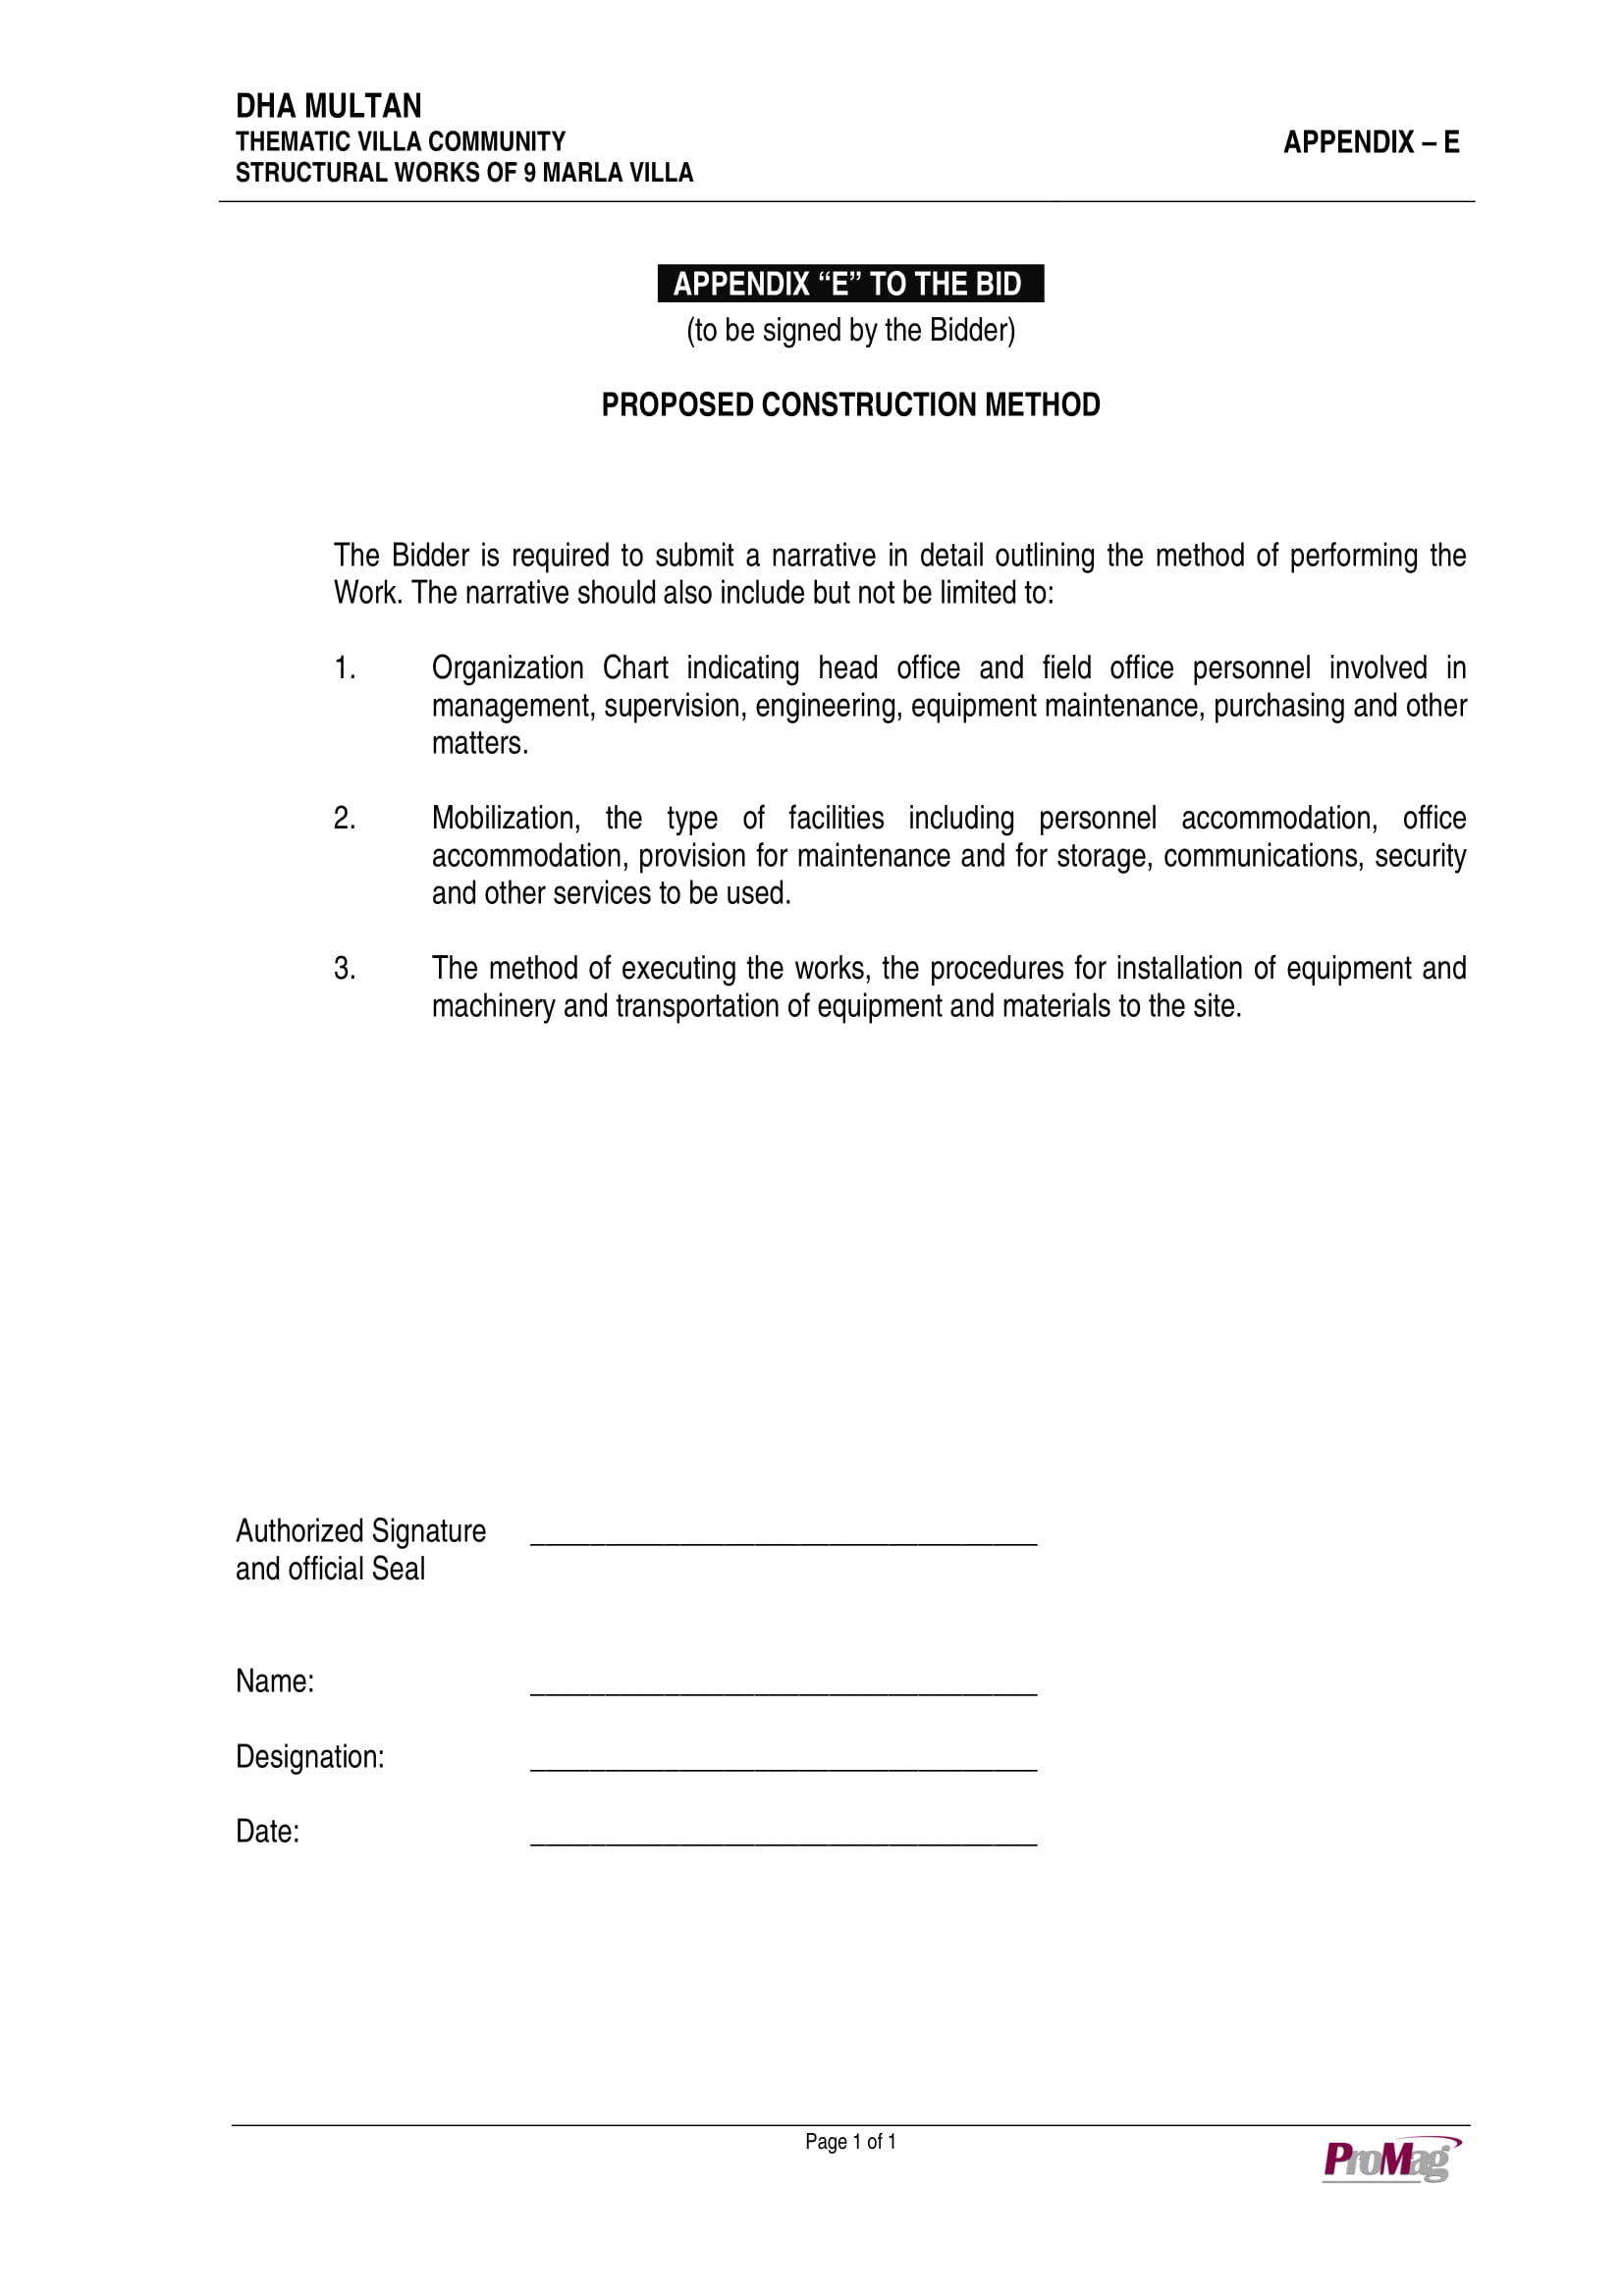 DHA MULTAN
THEMATIC VILLA COMMUNITY
APPENDIX – E
STRUCTURAL WORKS OF 9 MARLA VILLA
APPENDIX “E” TO THE BID
(to be signed by the Bidder)
PROPOSED CONSTRUCTION METHOD
The Bidder is required to submit a narrative in detail outlining the method of performing the
Work. The narrative should also include but not be limited to:
1. Organization Chart indicating head office and field office personnel involved in
management, supervision, engineering, equipment maintenance, purchasing and other
matters.
2. Mobilization, the type of facilities including personnel accommodation, office
accommodation, provision for maintenance and for storage, communications, security
and other services to be used.
3. The method of executing the works, the procedures for installation of equipment and
machinery and transportation of equipment and materials to the site.
Authorized Signature __________________________________
and official Seal
Name: __________________________________
Designation: __________________________________
Date: __________________________________
Page 1 of 1
ProMag